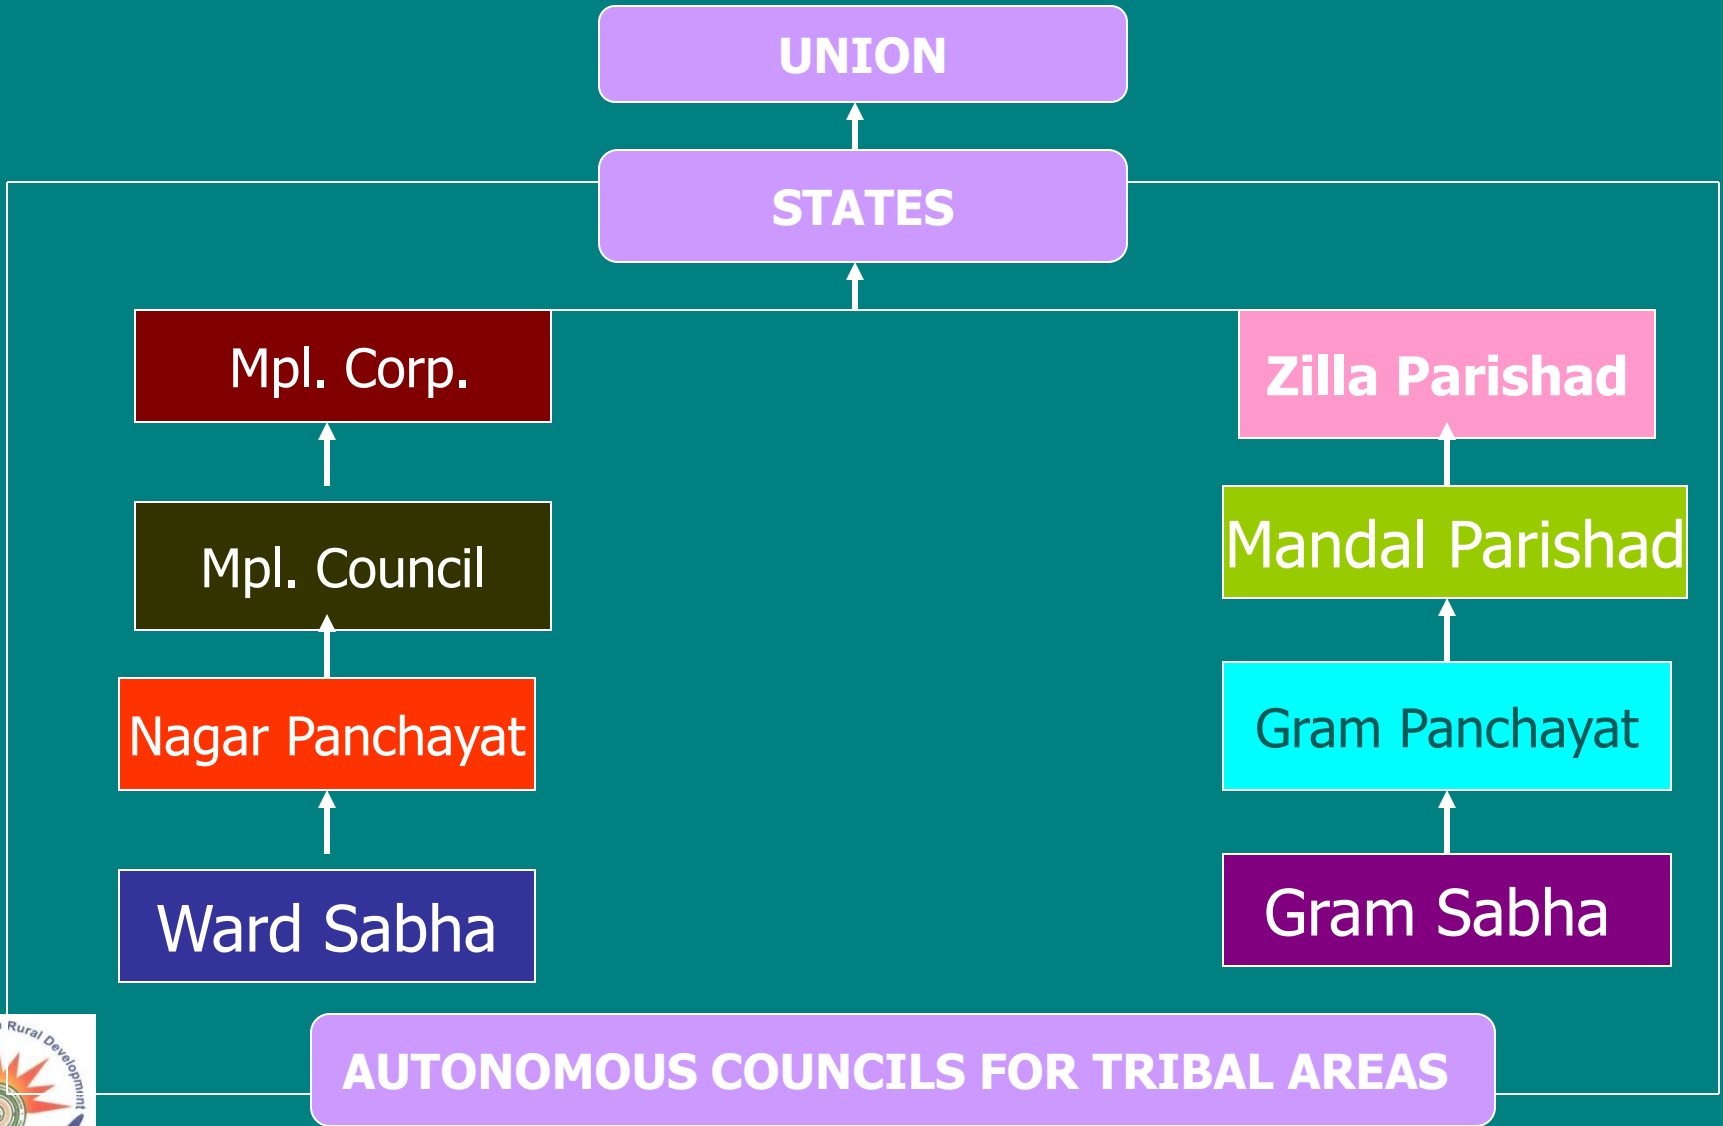 UNION
STATES
Mpl. Corp.
Zilla Parishad
Mpl. Council
Mandal Parishad
Nagar Panchayat
Gram Panchayat
Ward Sabha
Gram Sabha
Rural Development
AUTONOMOUS COUNCILS FOR TRIBAL AREAS